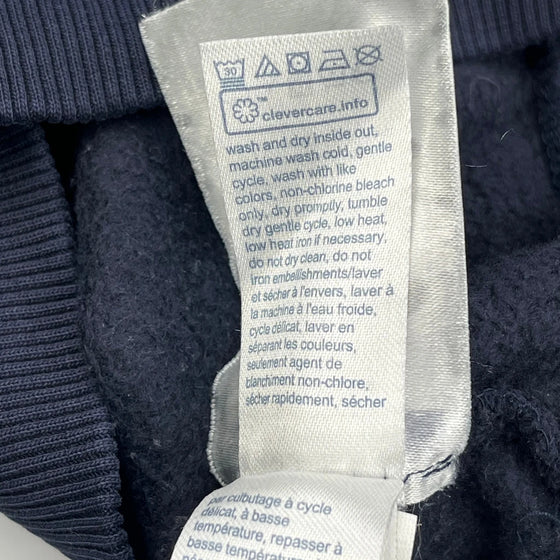 30
clevercare.info
wash and dry inside out,
machine wash cold, gentle
cycle, wash with like
colors, non-chlorine bleach
only, dry promptly, tumble
dry gentle cycle, low heat,
low heat iron if necessary,
do not dry clean, do not
iron embellishments/laver
et sécher à l'envers, laver à
la machine à l'eau froide,
cycle délicat, laver en
séparant les couleurs,
seulement agent de
blanchiment non-chlore,
sécher rapidement, sécher
par culbutage à cycle
délicat, à basse
température, repasser à
basse température